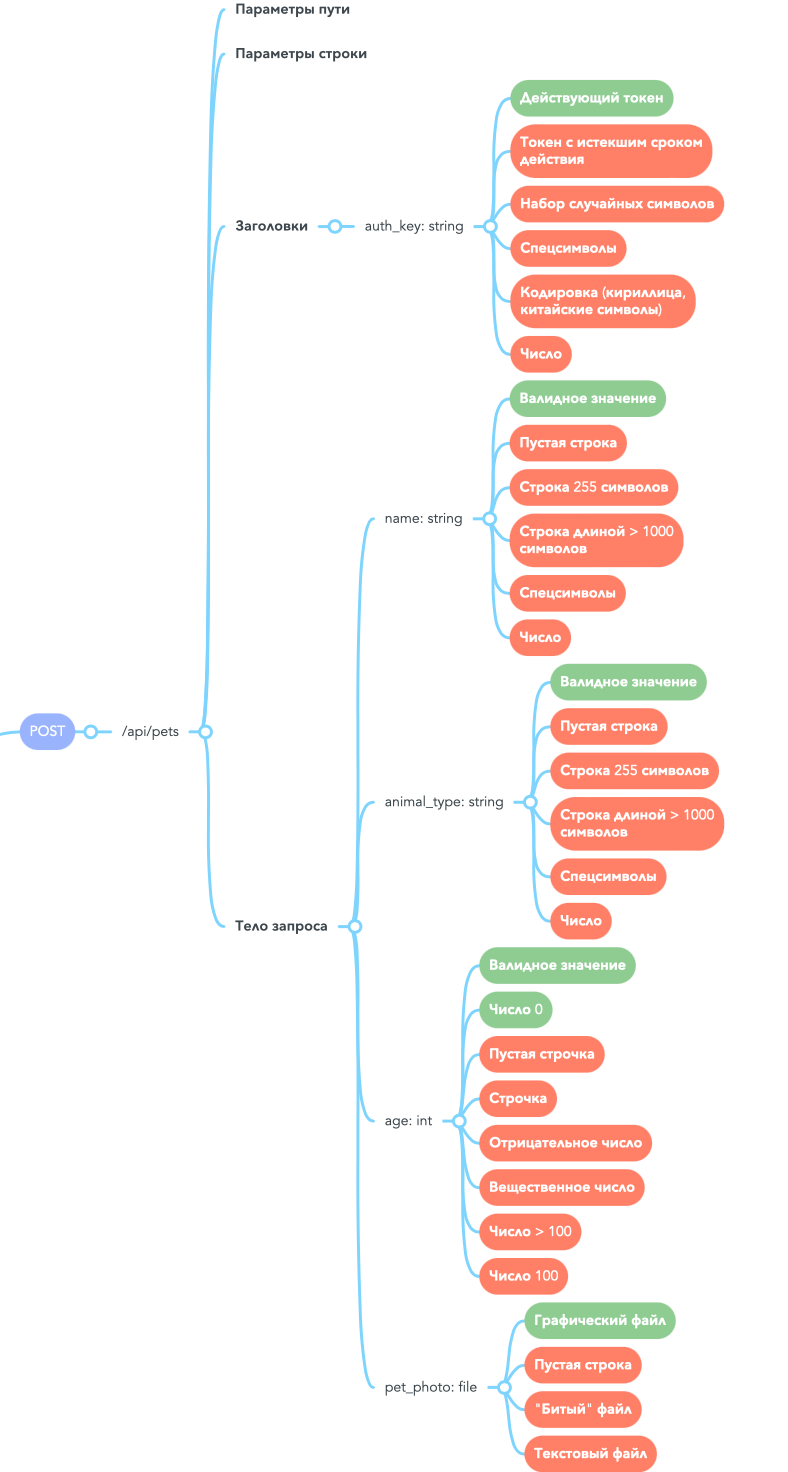 Параметры пути
Параметры строки
Действующий токен
Токен с истекшим сроком
действия
Набор случайных символов
Заголовки
auth_key: string
Спецсимволы
Кодировка (кириллица,
китайские символы)
Число
Валидное значение
Пустая строка
Строка 255 символов
name: string
Строка длиной > 1000
символов
Спецсимволы
Число
Валидное значение
Пустая строка
POST
/api/pets
Строка 255 символов
animal_type: string
Строка длиной > 1000
символов
Спецсимволы
Число
Тело запроса
Валидное значение
Число 0
Пустая строчка
Строчка
age: int
Отрицательное число
Вещественное число
Число > 100
Число 100
Графический файл
Пустая строка
pet_photo: file
"Битый" файл
Текстовый файл